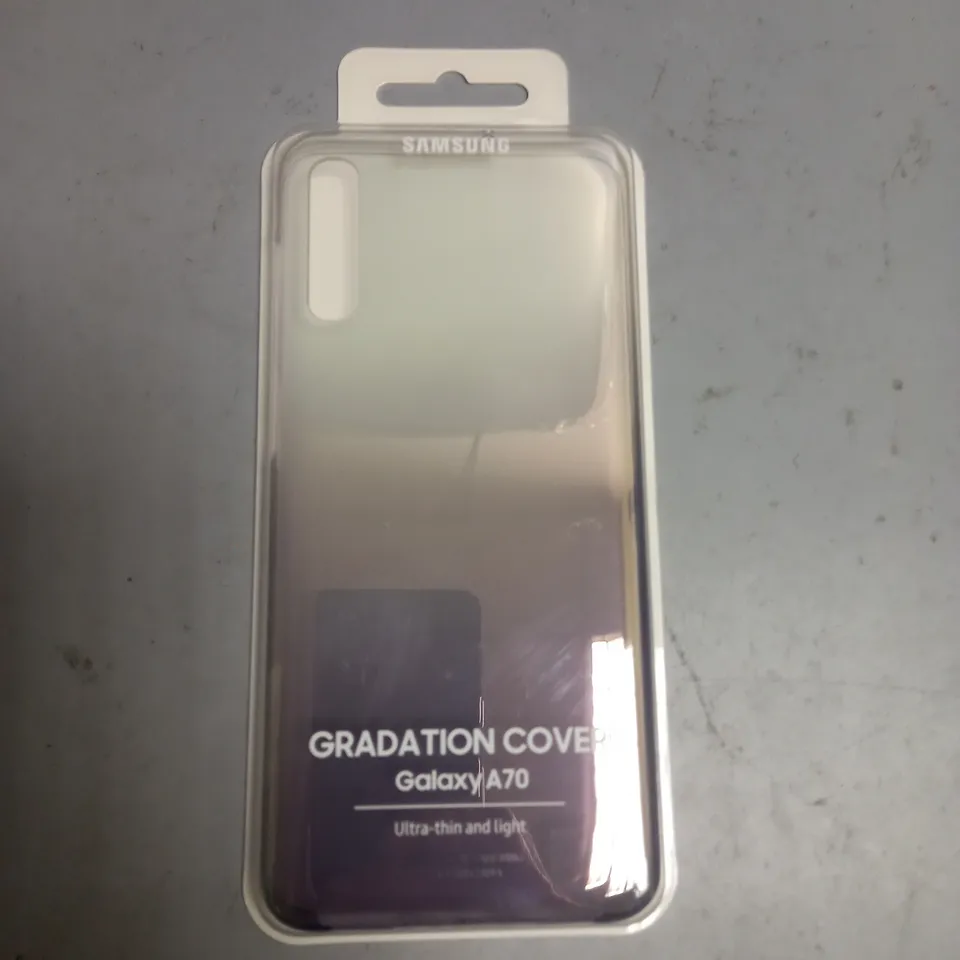 SAMSUNG
GRADATION COVER
Galaxy A70
Ultra-thin and light